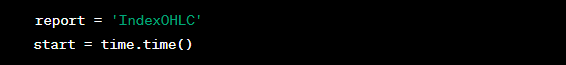 report = 'IndexOHLC'
start = time.time()